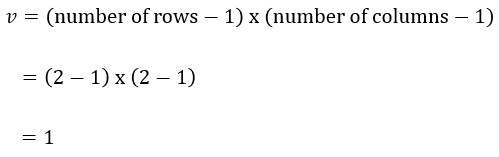 v = (number of rows − 1) x (number of columns − 1)
= (2 − 1) x (2 − 1)
= 1